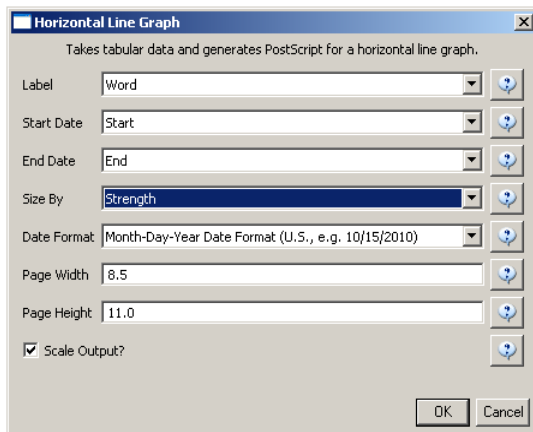 Horizontal Line Graph
Takes tabular data and generates PostScript for a horizontal line graph.
Label Word
Start Date Start
End Date End
Size By Strength
Date Format Month-Day-Year Date Format (U.S., e.g. 10/15/2010)
Page Width 8.5
Page Height 11.0
Scale Output?
OK Cancel